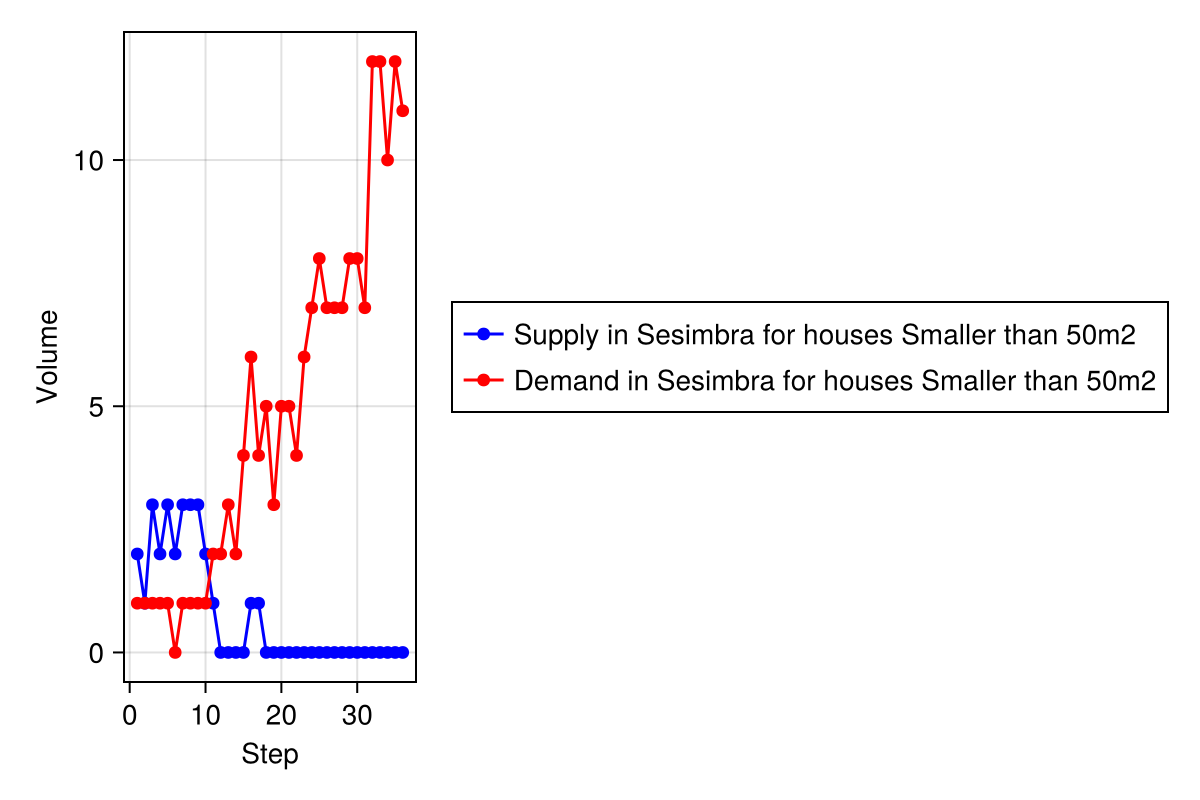 10
5
0
Volume
0 10 20 30
Step
Supply in Sesimbra for houses Smaller than 50m2
Demand in Sesimbra for houses Smaller than 50m2